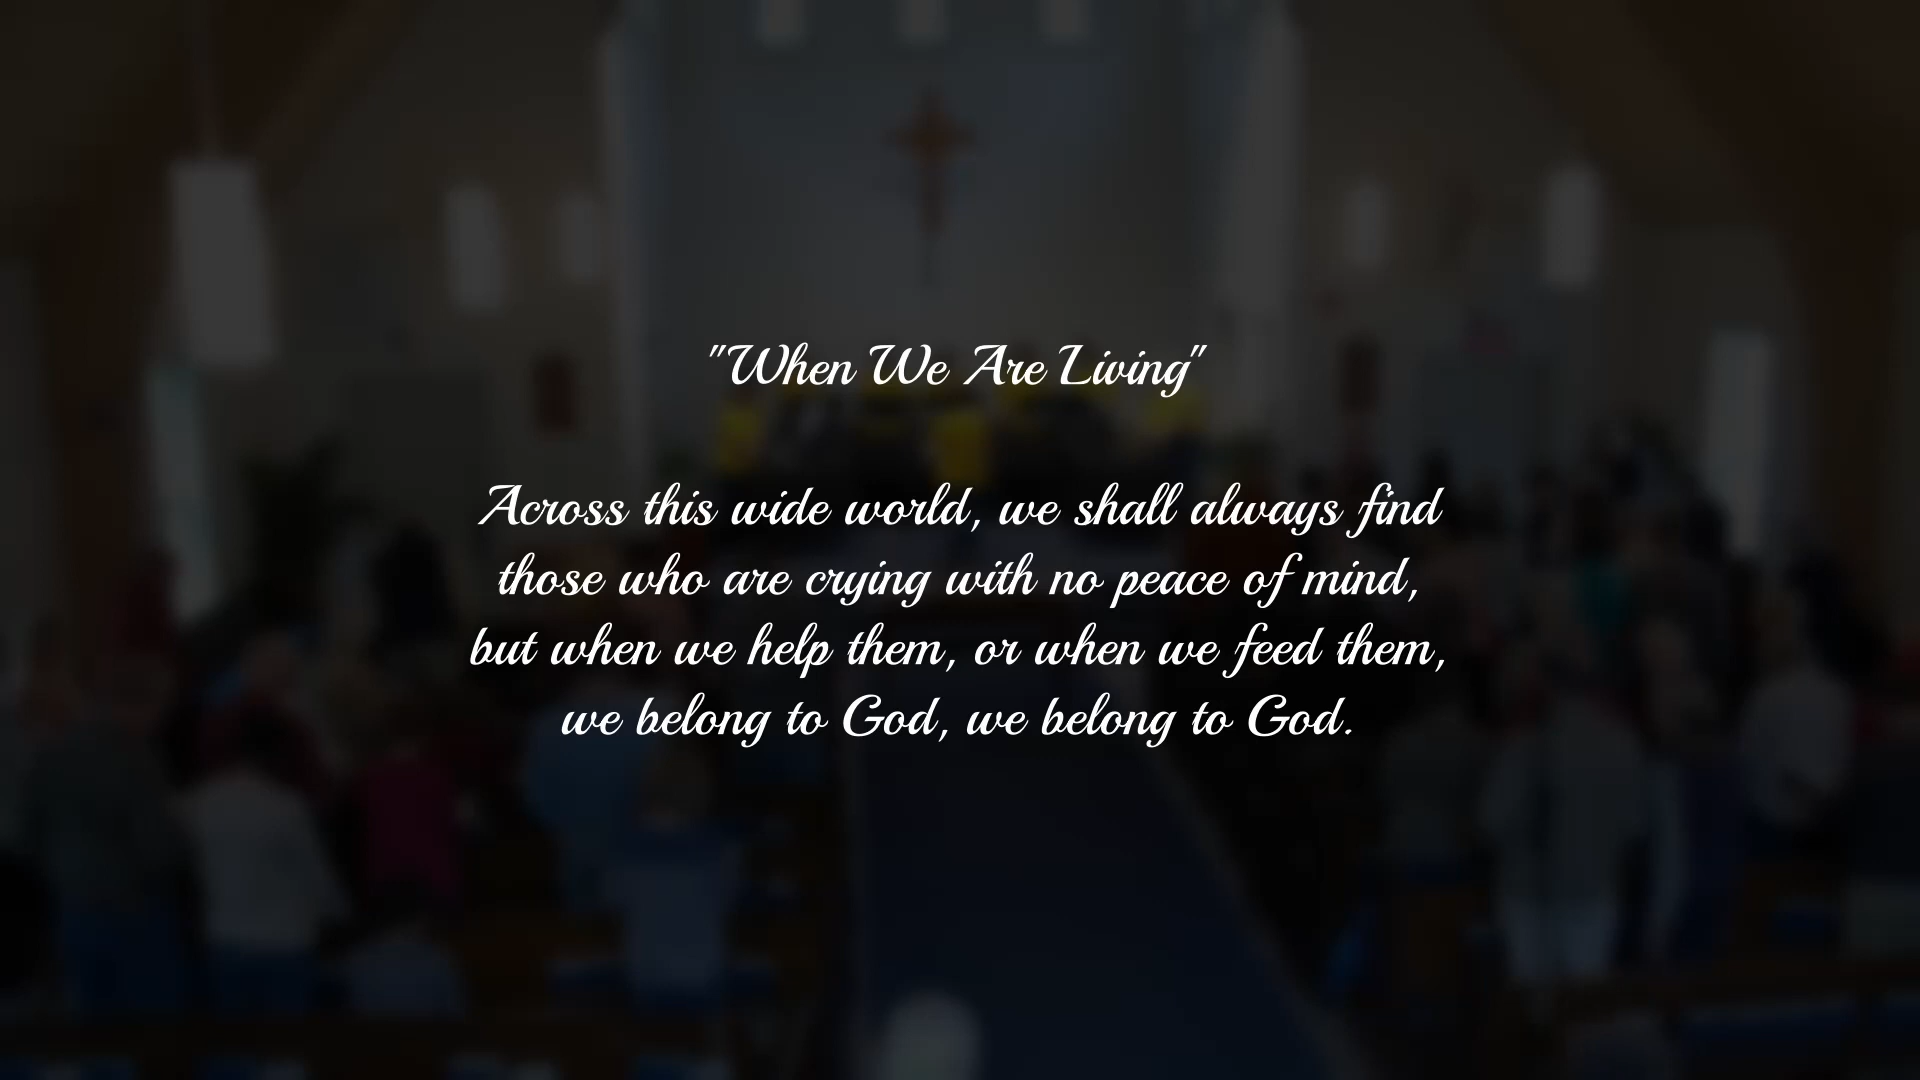 "When We Are Living"
Across this wide world, we shall always find
those who are crying with no peace of mind,
but when we help them, or when we feed them,
we belong to God, we belong to God.